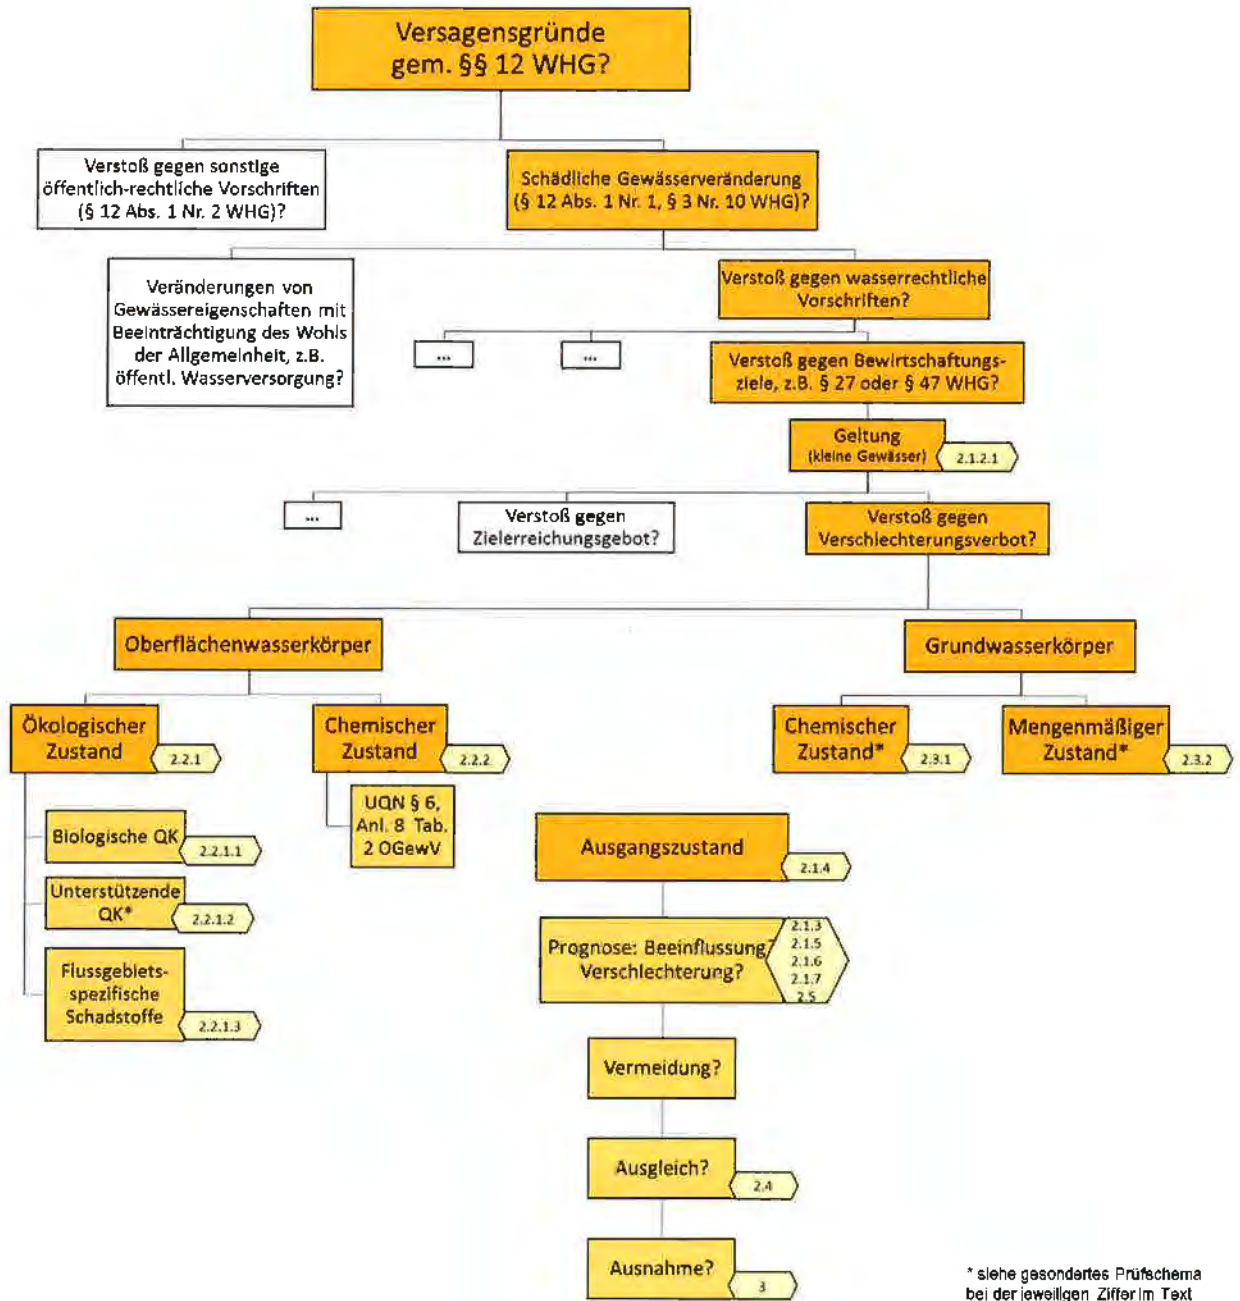 Versagensgründe
gem. §§ 12 WHG?
Verstoß gegen sonstige
öffentlich-rechtliche Vorschriften
(§ 12 Abs. 1 Nr. 2 WHG)?
Schädliche Gewässerveränderung
(§ 12 Abs. 1 Nr. 1, § 3 Nr. 10 WHG)?
Veränderungen von
Gewässereigenschaften mit
Beeinträchtigung des Wohls
der Allgemeinheit, z.B.
öffentl. Wasserversorgung?
Verstoß gegen wasserrechtliche
Vorschriften?
...
...
Verstoß gegen Bewirtschaftungs-
ziele, z.B. § 27 oder § 47 WHG?
Geltung
(kleine Gewässer)
2.1.2.1
...
Verstoß gegen
Zielerreichungsgebot?
Verstoß gegen
Verschlechterungsverbot?
Oberflächenwasserkörper
Grundwasserkörper
Ökologischer
Zustand
2.2.1
Chemischer
Zustand
2.2.2
Chemischer
Zustand*
2.3.1
Mengenmäßiger
Zustand*
2.3.2
Biologische QK
2.2.1.1
Unterstützende
QK*
2.2.1.2
Flussgebiets-
spezifische
Schadstoffe
2.2.1.3
UQN § 6,
Anl. 8 Tab.
2 OGewV
Ausgangszustand
2.1.4
Prognose: Beeinflussung?
Verschlechterung?
2.1.3
2.1.5
2.1.6
2.1.7
2.5
Vermeidung?
Ausgleich?
2.4
Ausnahme?
3
* siehe gesondertes Prüfschema
bei der jeweiligen Ziffer im Text